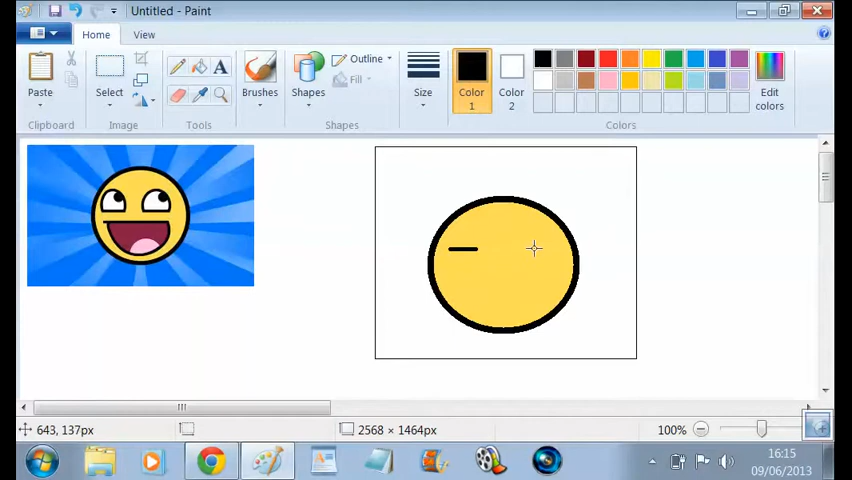 Untitled - Paint
Home View
Paste
Select
A
Brushes
Shapes
Outline
Fill
Size
Color 1
Color 2
Edit colors
Clipboard Image Tools Shapes Colors
643, 137px 2568 × 1464px 100%
16:15
09/06/2013